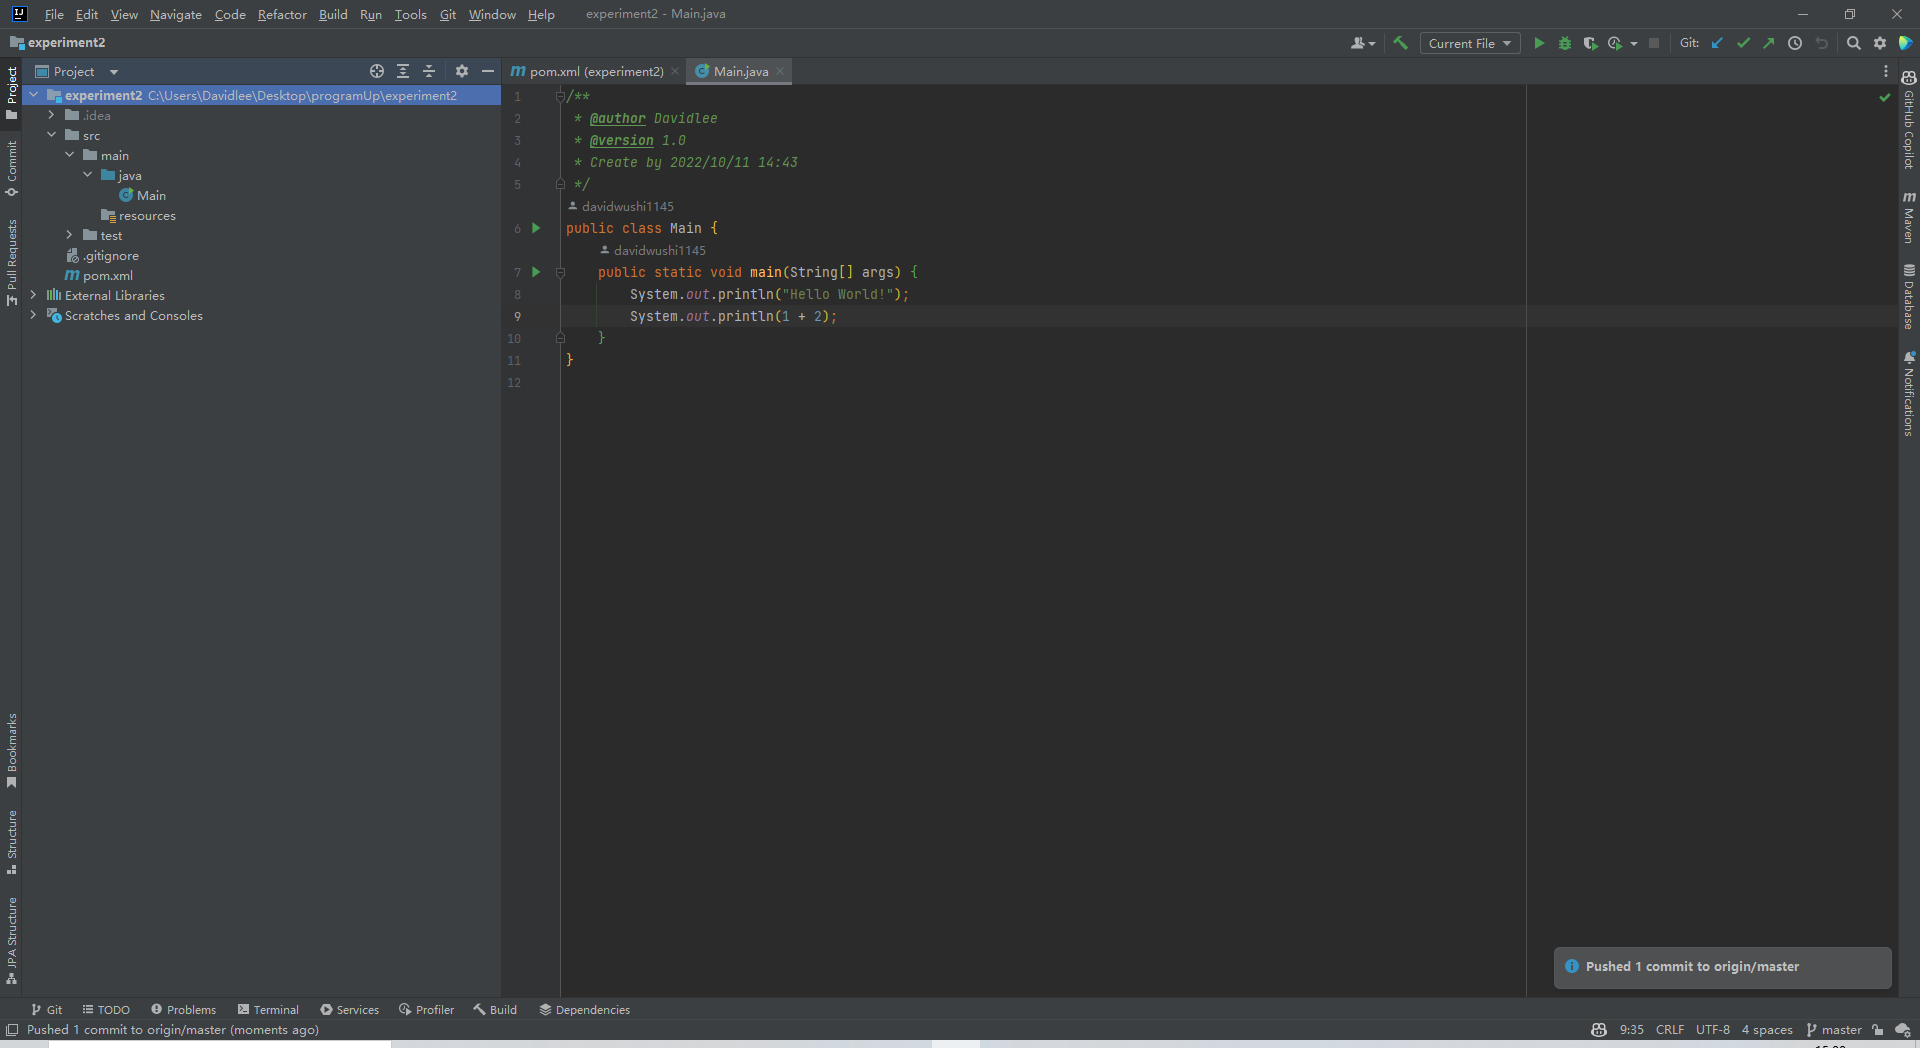 File Edit View Navigate Code Refactor Build Run Tools Git Window Help experiment2 - Main.java
experiment2
Current File
Git:
Project
pom.xml (experiment2)
Main.java
experiment2 C:\Users\Davidlee\Desktop\programUp\experiment2
.idea
src
main
java
Main
resources
test
.gitignore
pom.xml
External Libraries
Scratches and Consoles
1 /**
2 * @author Davidlee
3 * @version 1.0
4 * Create by 2022/10/11 14:43
5 */
davidwushi1145
6 public class Main {
davidwushi1145
7 public static void main(String[] args) {
8 System.out.println("Hello World!");
9 System.out.println(1 + 2);
10 }
11 }
12
Project
Commit
Pull Requests
Bookmarks
Structure
JPA Structure
GitHub Copilot
Maven
Database
Notifications
Pushed 1 commit to origin/master
Git TODO Problems Terminal Services Profiler Build Dependencies
Pushed 1 commit to origin/master (moments ago)
9:35 CRLF UTF-8 4 spaces master